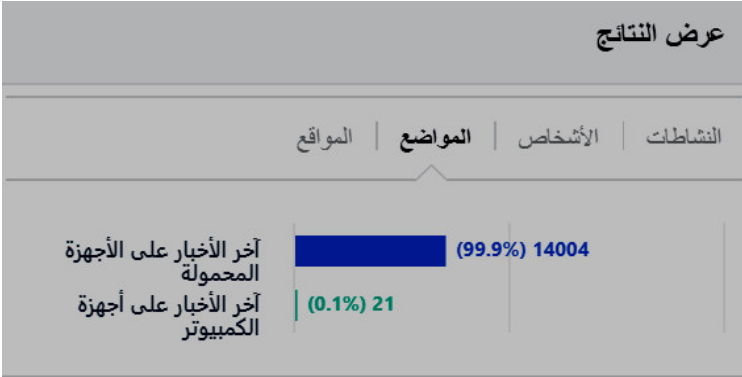 عرض النتائج
النشاطات | الأشخاص | المواضع | المواقع
آخر الأخبار على الأجهزة
المحمولة
14004 (99.9%)
آخر الأخبار على أجهزة
الكمبيوتر
21 (0.1%)